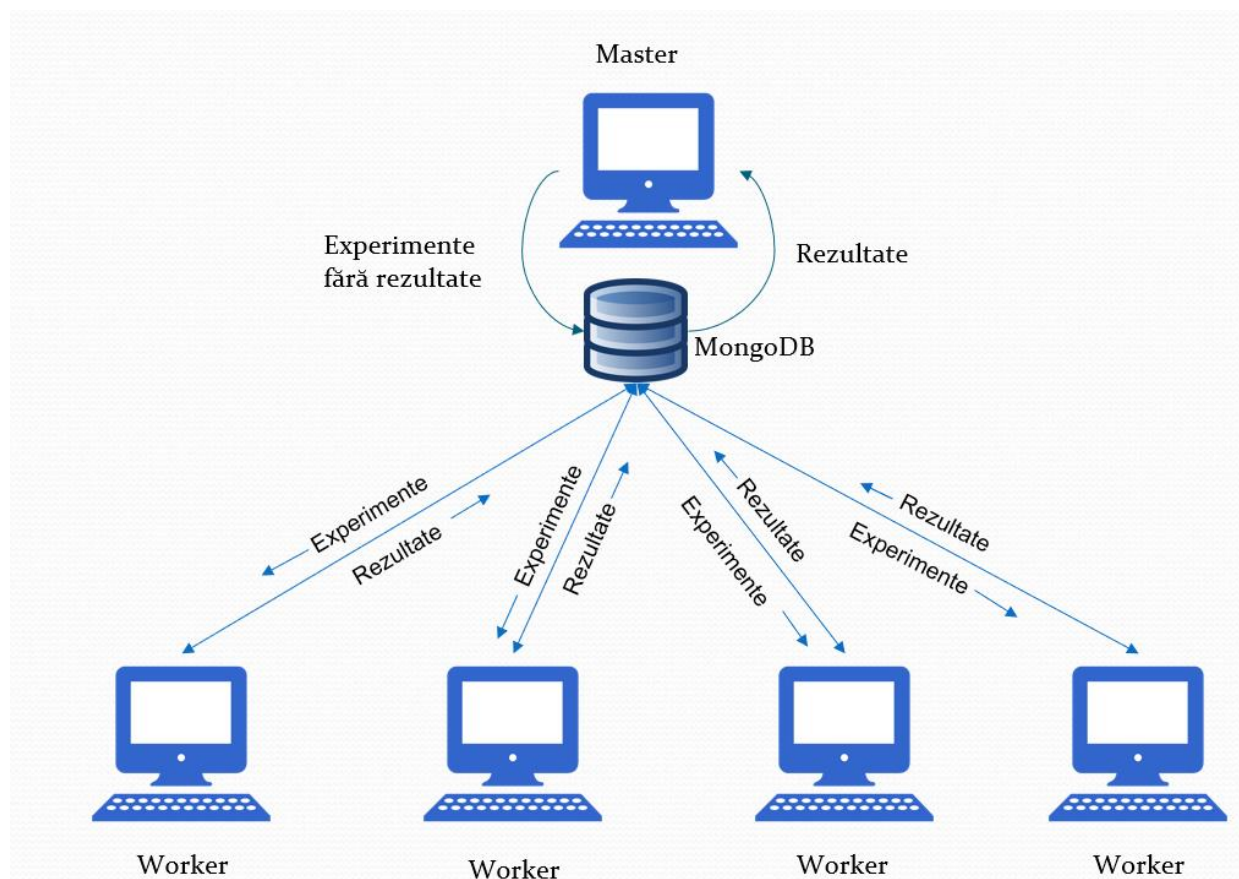 Master
Experimente
fără rezultate
Rezultate
MongoDB
Experimente
Rezultate
Experimente
Rezultate
Experimente
Rezultate
Rezultate
Experimente
Worker
Worker
Worker
Worker